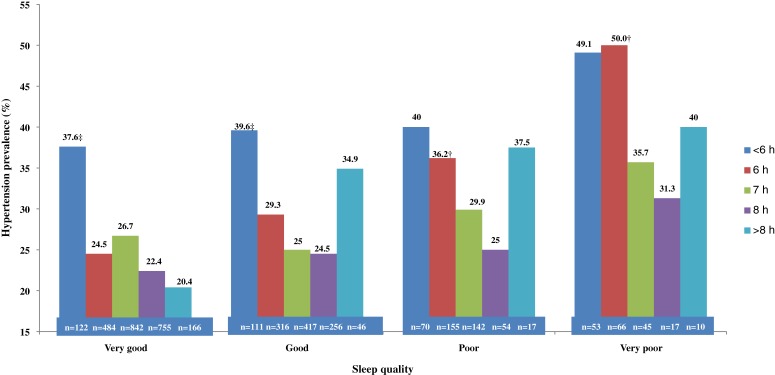 55
50
45
40
35
30
25
20
15
Hypertension prevalence (%)
37.6‡
24.5
26.7
22.4
20.4
39.6‡
29.3
25
24.5
34.9
40
36.2†
29.9
25
37.5
49.1
50.0†
35.7
31.3
40
<6 h
6 h
7 h
8 h
>8 h
n=122 n=484 n=842 n=755 n=166
n=111 n=316 n=417 n=256 n=46
n=70 n=155 n=142 n=54 n=17
n=53 n=66 n=45 n=17 n=10
Very good
Good
Poor
Very poor
Sleep quality